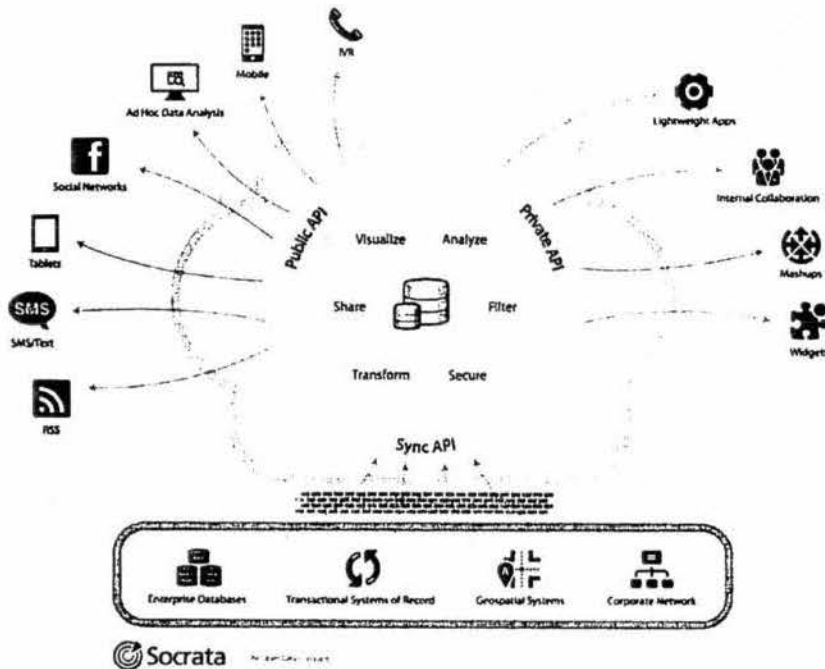 IVR
Mobile
Ad Hoc Data Analysis
Lightweight Apps
f
Social Networks
Internal Collaboration
Public API
Private API
Visualize
Analyze
Tablets
Mashups
Share
Filter
SMS
SMS/Text
Widgets
Transform
Secure
RSS
Sync API
A
Enterprise Databases
Transactional Systems of Record
Geospatial Systems
Corporate Network
Socrata